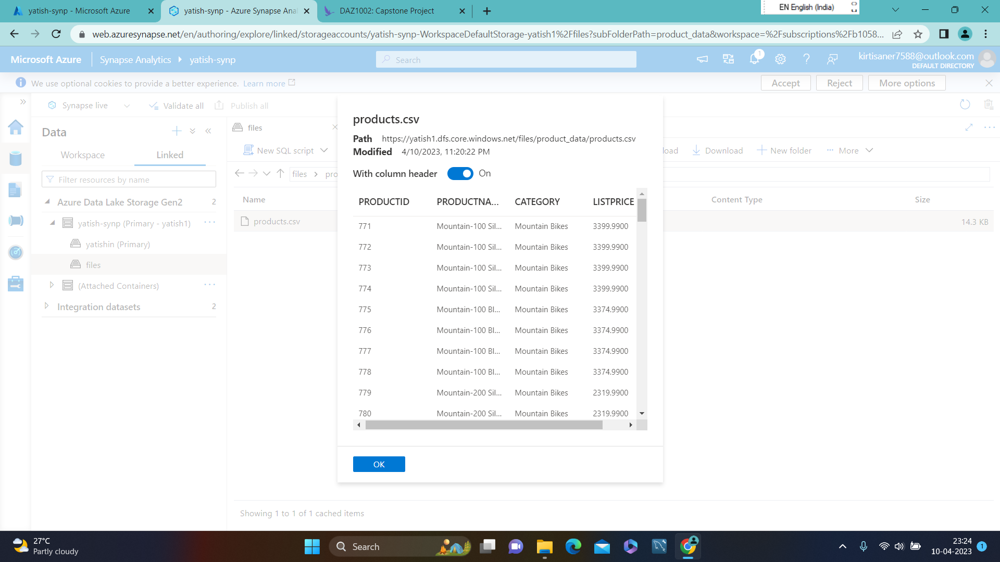 yatish-synp - Microsoft Azure
yatish-synp - Azure Synapse Anal
DAZ1002: Capstone Project
EN English (India)
web.azuresynapse.net/en/authoring/explore/linked/storageaccounts/yatish-synp-WorkspaceDefaultStorage-yatish1%2Ffiles?subFolderPath=product_data&workspace=%2Fsubscriptions%2Fb1058...
Microsoft Azure
Synapse Analytics
yatish-synp
Search
1
kirtisaner7588@outlook.com
DEFAULT DIRECTORY
We use optional cookies to provide a better experience. Learn more
Accept
Reject
More options
Synapse live
Validate all
Publish all
Data
Workspace
Linked
Filter resources by name
Azure Data Lake Storage Gen2 2
yatish-synp (Primary - yatish1)
yatishin (Primary)
files
(Attached Containers)
Integration datasets 2
files
New SQL script
load
Download
New folder
More
files > pro
Name
Content Type
Size
products.csv
14.3 KB
products.csv
Path https://yatish1.dfs.core.windows.net/files/product_data/products.csv
Modified 4/10/2023, 11:20:22 PM
With column header On
PRODUCTID PRODUCTNA... CATEGORY LISTPRICE
771 Mountain-100 Sil... Mountain Bikes 3399.9900
772 Mountain-100 Sil... Mountain Bikes 3399.9900
773 Mountain-100 Sil... Mountain Bikes 3399.9900
774 Mountain-100 Sil... Mountain Bikes 3399.9900
775 Mountain-100 Bl... Mountain Bikes 3374.9900
776 Mountain-100 Bl... Mountain Bikes 3374.9900
777 Mountain-100 Bl... Mountain Bikes 3374.9900
778 Mountain-100 Bl... Mountain Bikes 3374.9900
779 Mountain-200 Sil... Mountain Bikes 2319.9900
780 Mountain-200 Sil... Mountain Bikes 2319.9900
OK
Showing 1 to 1 of 1 cached items
27°C
Partly cloudy
Search
23:24
10-04-2023
1